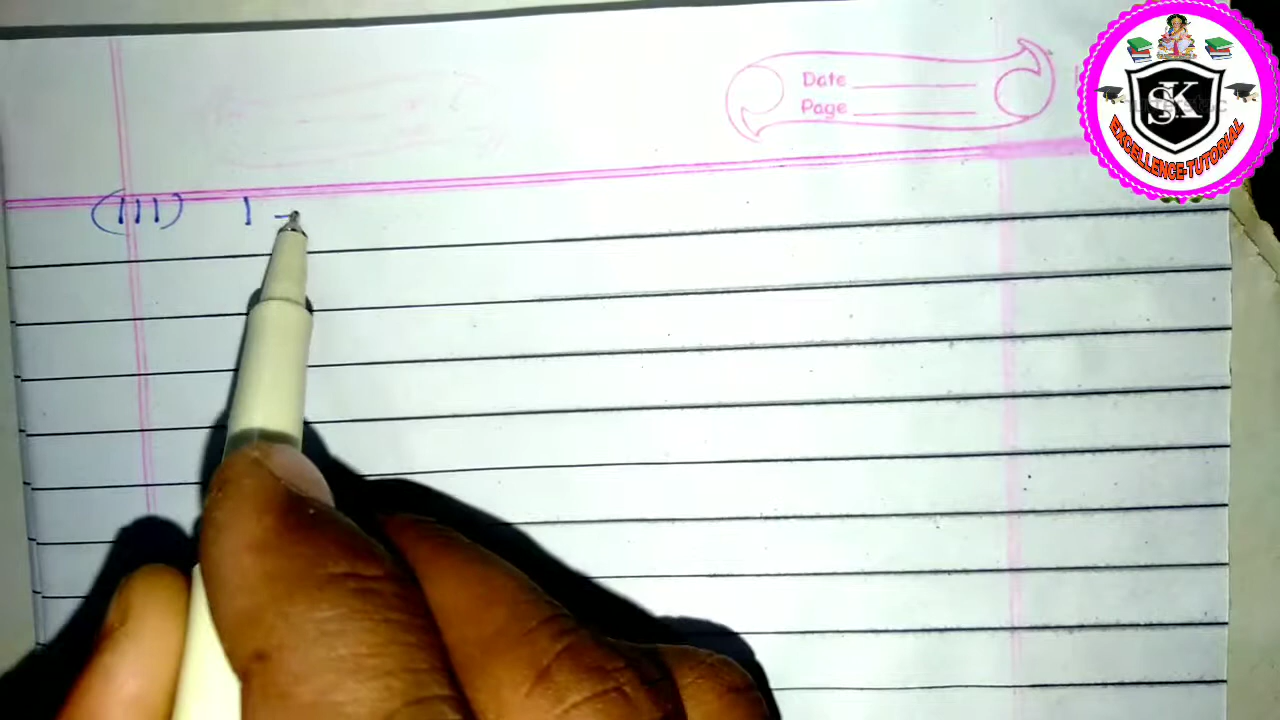 Date
Page
SK
EXCELLENCE-TUTORIAL
(III) 1 -